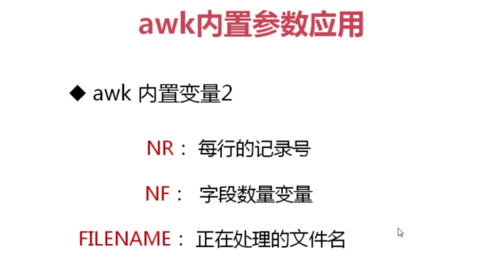 awk内置参数应用
◆ awk 内置变量2
NR： 每行的记录号
NF： 字段数量变量
FILENAME： 正在处理的文件名